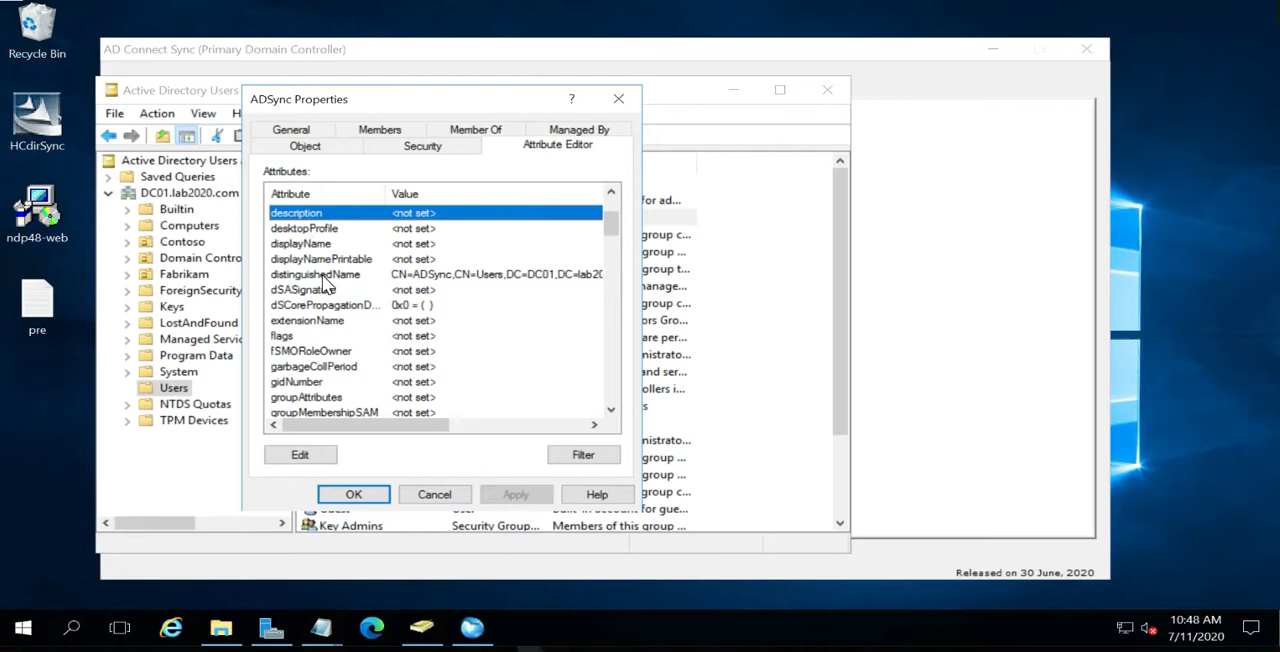 Recycle Bin
HCdirSync
ndp48-web
pre
AD Connect Sync (Primary Domain Controller)
Active Directory Users
File Action View H
Active Directory Users
Saved Queries
DC01.lab2020.com
Builtin
Computers
Contoso
Domain Contro
Fabrikam
ForeignSecurity
Keys
LostAndFound
Managed Servic
Program Data
System
Users
NTDS Quotas
TPM Devices
ADSync Properties
?
General Members Member Of Managed By
Object Security Attribute Editor
Attributes:
Attribute Value
description <not set>
desktopProfile <not set>
displayName <not set>
displayNamePrintable <not set>
distinguishedName CN=ADSync,CN=Users,DC=DC01,DC=lab20
dSASignature <not set>
dSCorePropagationD... 0x0 = ( )
extensionName <not set>
flags <not set>
fSMORoleOwner <not set>
garbageCollPeriod <not set>
gidNumber <not set>
groupAttributes <not set>
groupMembershipSAM <not set>
Edit Filter
OK Cancel Apply Help
for ad...
group c...
group ...
group t...
manage...
group c...
ors Gro...
are per...
nistrato...
and ser...
ollers i...
s
nistrato...
group ...
group ...
group c...
Guest User Built-in account for gue...
Key Admins Security Group... Members of this group ...
Released on 30 June, 2020
10:48 AM
7/11/2020